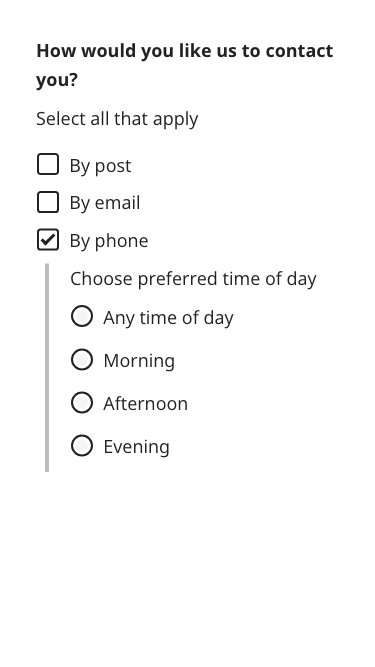 How would you like us to contact
you?
Select all that apply
By post
By email
By phone
Choose preferred time of day
Any time of day
Morning
Afternoon
Evening